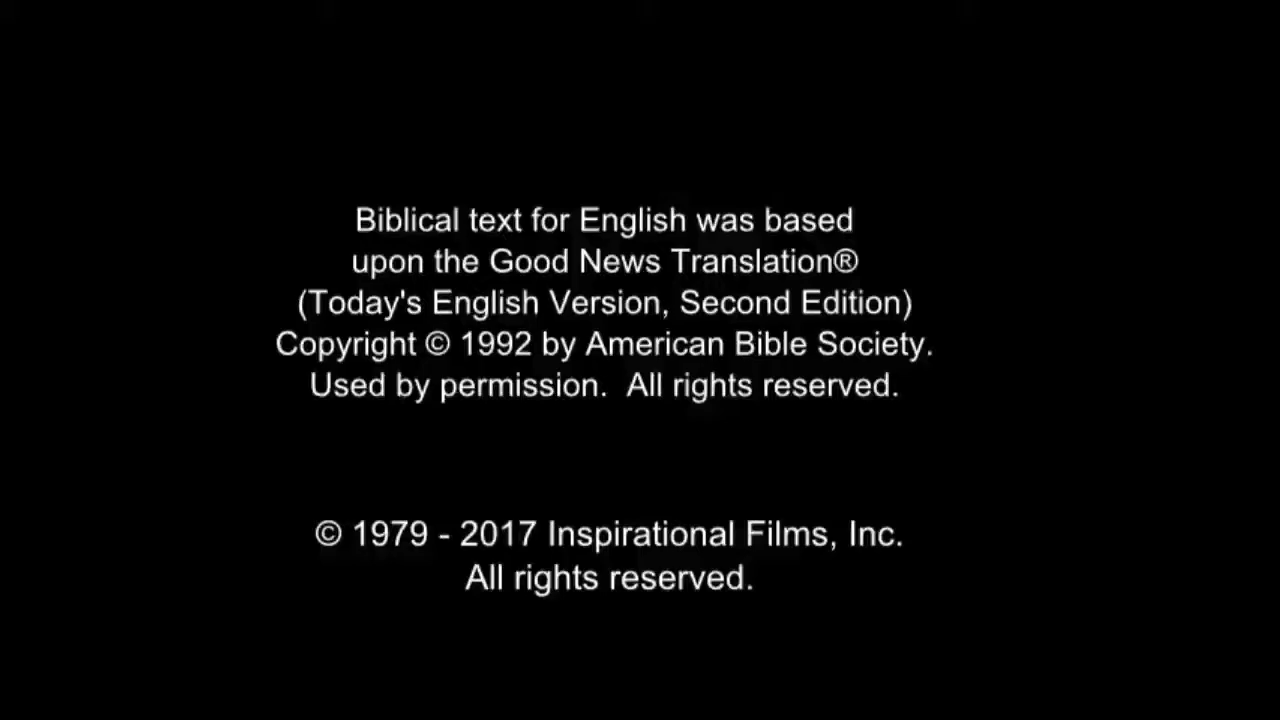 Biblical text for English was based
upon the Good News Translation®
(Today's English Version, Second Edition)
Copyright © 1992 by American Bible Society.
Used by permission.  All rights reserved.
© 1979 - 2017 Inspirational Films, Inc.
All rights reserved.